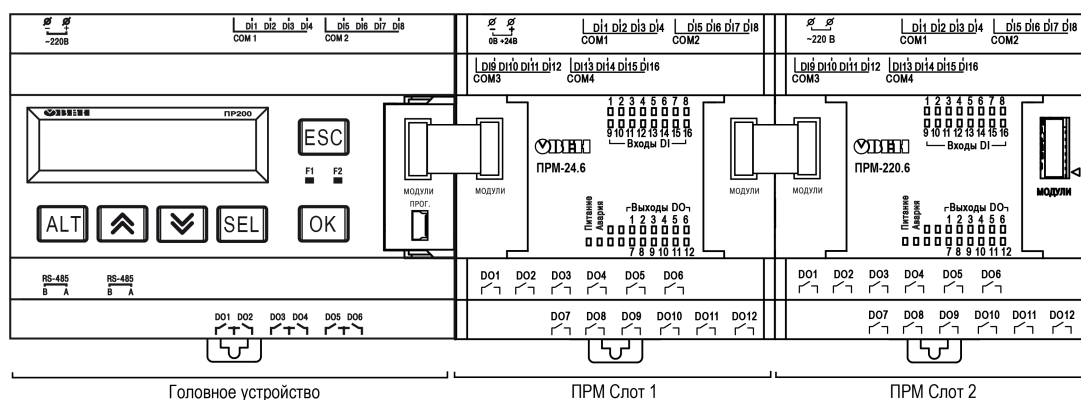 ~220В
DI1 DI2 DI3 DI4
COM 1
DI5 DI6 DI7 DI8
COM 2
ОВЕН
ПР200
ESC
F1 F2
ALT
SEL
OK
МОДУЛИ
ПРОГ.
RS-485
B A
RS-485
B A
DO1 DO2 DO3 DO4 DO5 DO6
Головное устройство
- +
0В +24В
DI1 DI2 DI3 DI4
COM1
DI5 DI6 DI7 DI8
COM2
DI9 DI10 DI11 DI12
COM3
DI13 DI14 DI15 DI16
COM4
1 2 3 4 5 6 7 8
9 10 11 12 13 14 15 16
Входы DI
ОВЕН
ПРМ-24.6
МОДУЛИ
МОДУЛИ
Питание
Авария
Выходы DO
1 2 3 4 5 6
7 8 9 10 11 12
DO1 DO2 DO3 DO4 DO5 DO6
DO7 DO8 DO9 DO10 DO11 DO12
ПРМ Слот 1
~220 В
DI1 DI2 DI3 DI4
COM1
DI5 DI6 DI7 DI8
COM2
DI9 DI10 DI11 DI12
COM3
DI13 DI14 DI15 DI16
COM4
1 2 3 4 5 6 7 8
9 10 11 12 13 14 15 16
Входы DI
ОВЕН
ПРМ-220.6
МОДУЛИ
МОДУЛИ
Питание
Авария
Выходы DO
1 2 3 4 5 6
7 8 9 10 11 12
DO1 DO2 DO3 DO4 DO5 DO6
DO7 DO8 DO9 DO10 DO11 DO12
ПРМ Слот 2